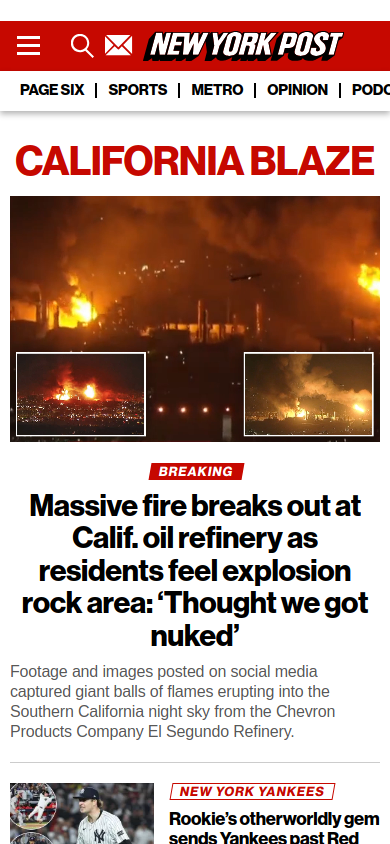 NEW YORK POST
PAGE SIX
SPORTS
METRO
OPINION
PODC
CALIFORNIA BLAZE
BREAKING
Massive fire breaks out at
Calif. oil refinery as
residents feel explosion
rock area: ‘Thought we got
nuked’
Footage and images posted on social media
captured giant balls of flames erupting into the
Southern California night sky from the Chevron
Products Company El Segundo Refinery.
NEW YORK YANKEES
Rookie’s otherworldly gem
sends Yankees past Red